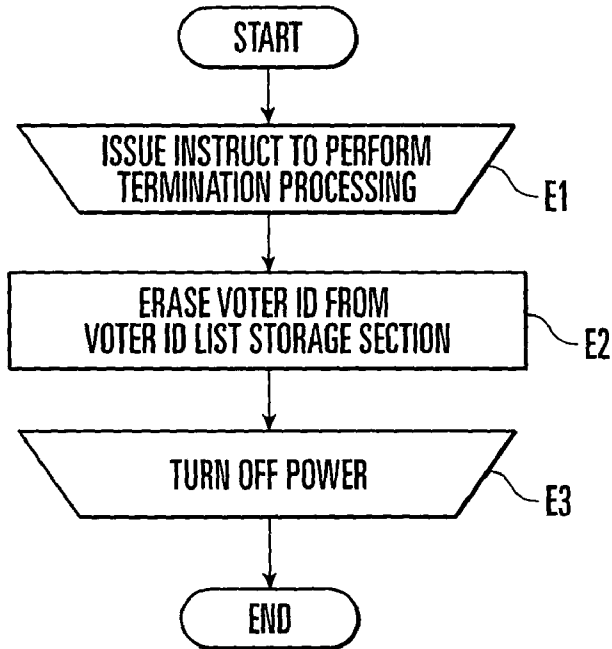 START
ISSUE INSTRUCT TO PERFORM
TERMINATION PROCESSING
E1
ERASE VOTER ID FROM
VOTER ID LIST STORAGE SECTION
E2
TURN OFF POWER
E3
END